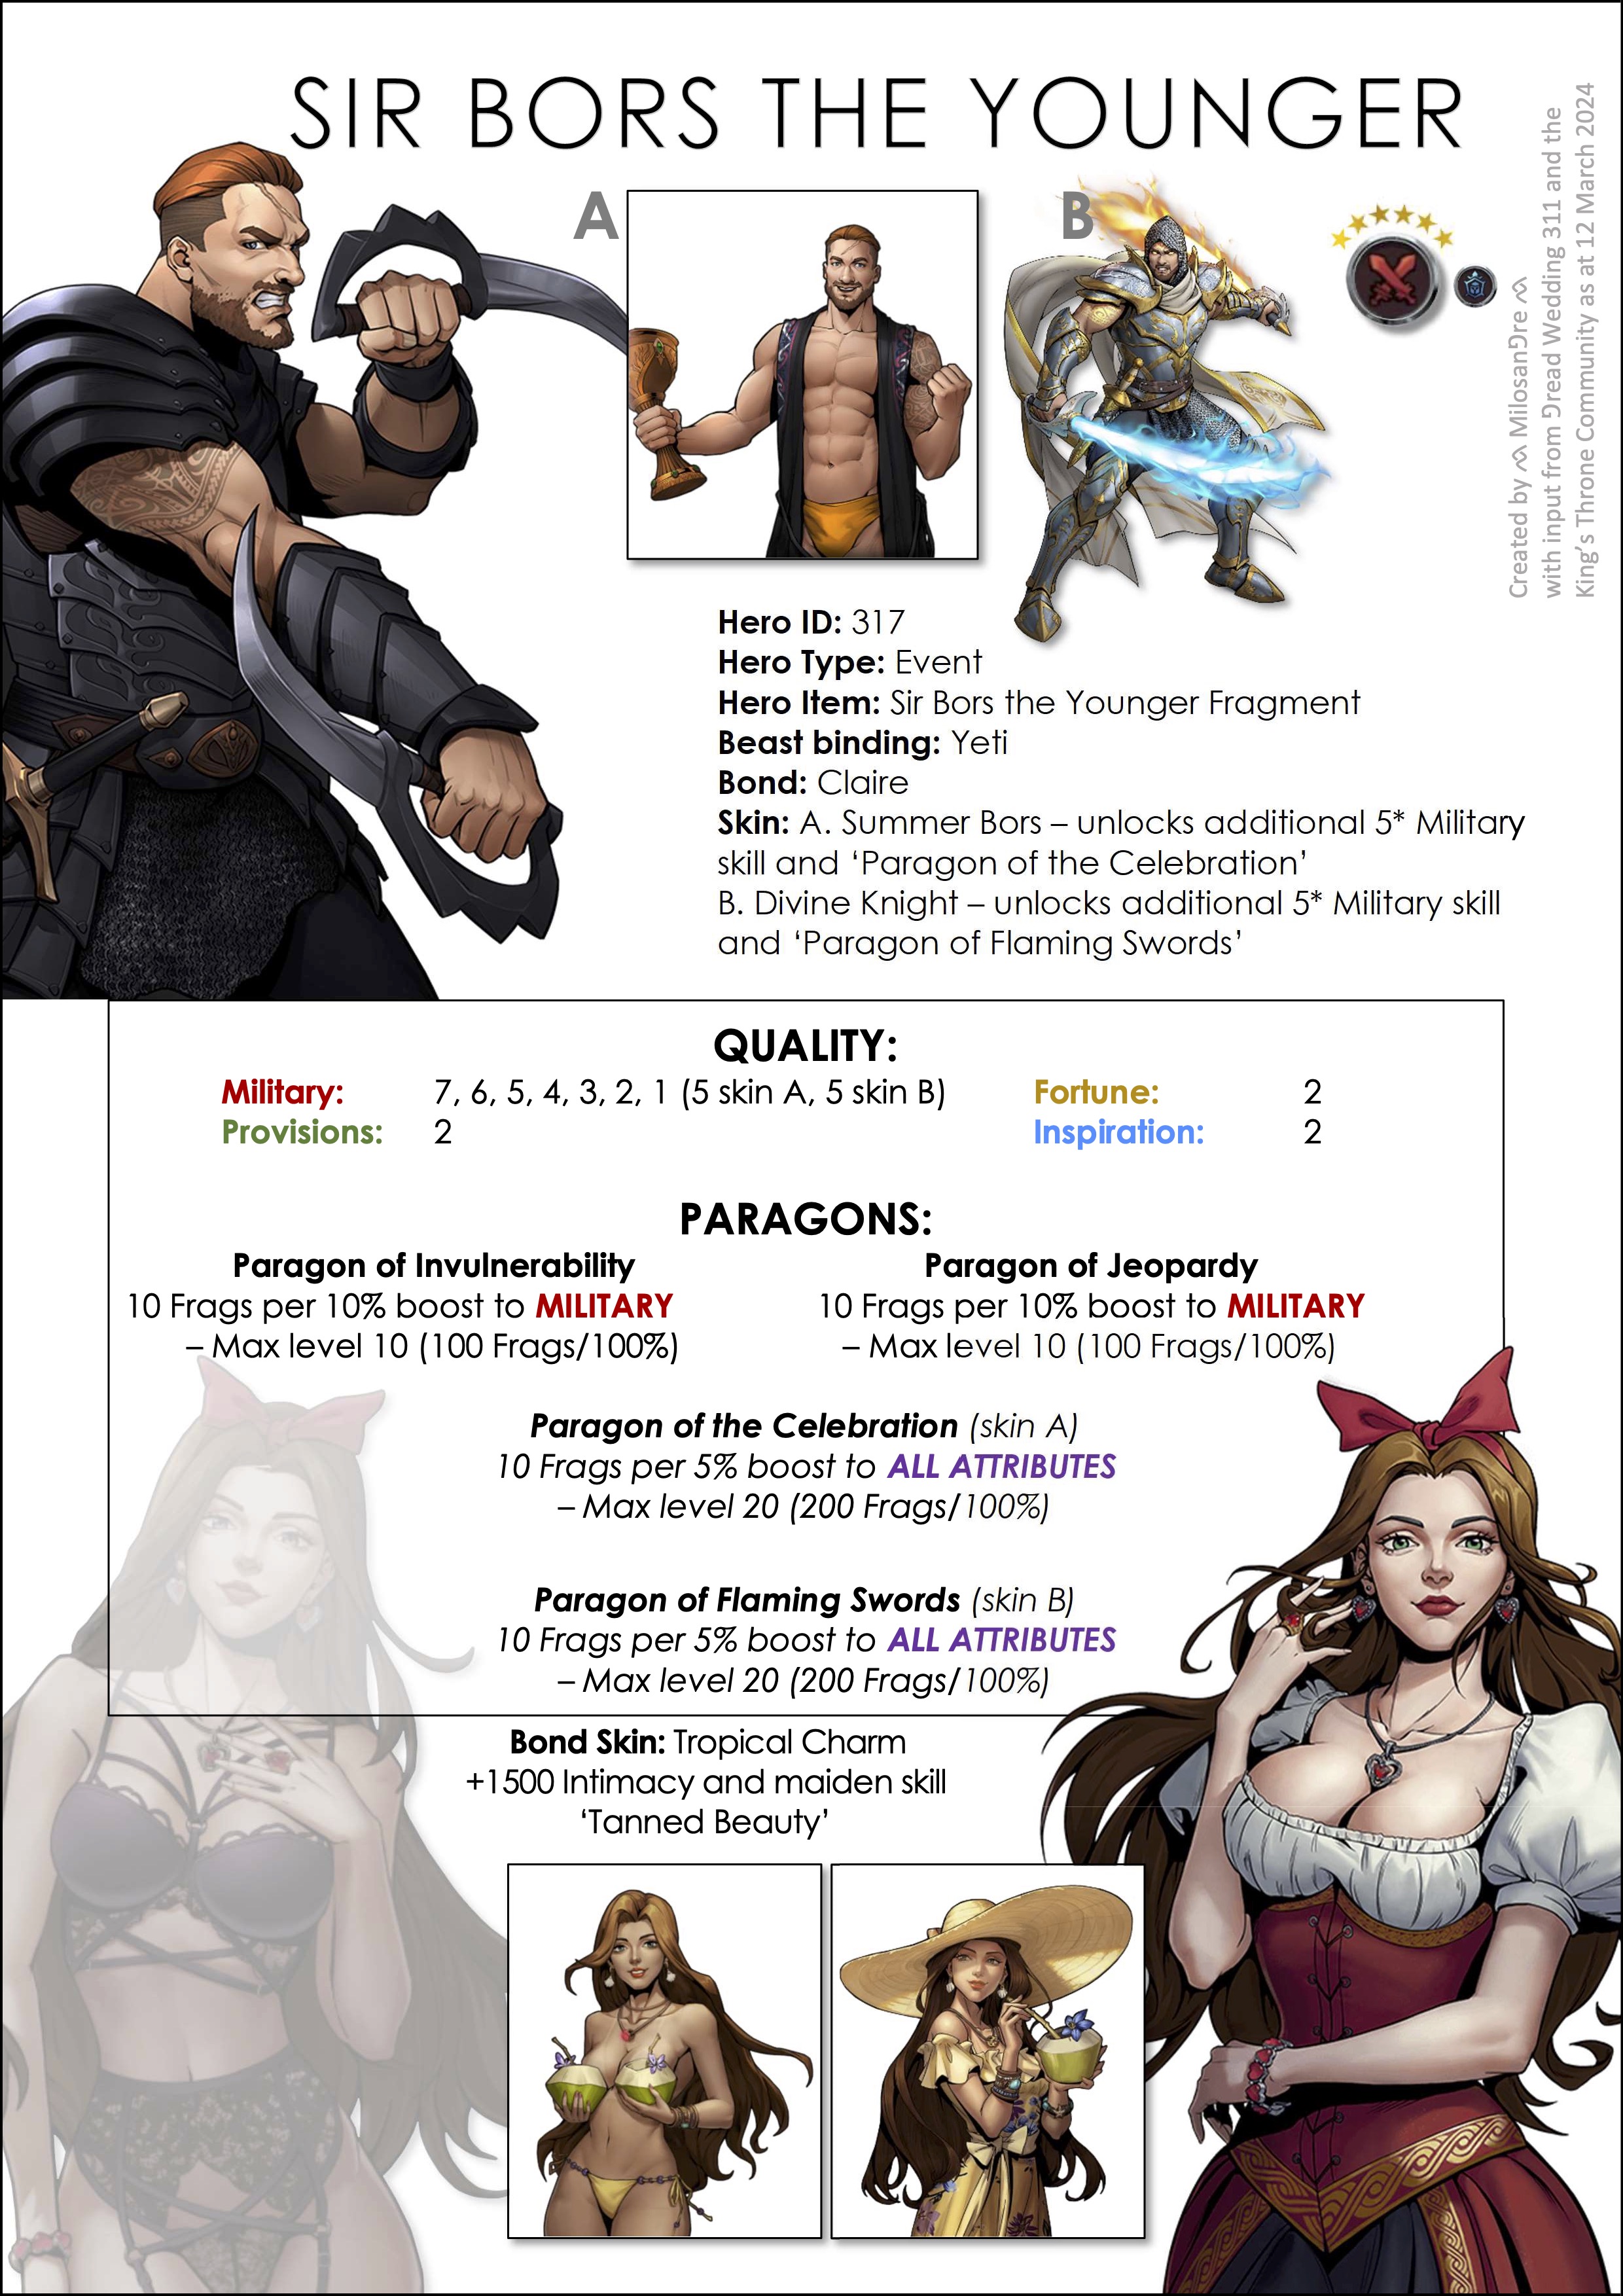 SIR BORS THE YOUNGER
A
B
Created by ᨏ MilosanƋre ᨏ
with input from Ɗread Wedding 311 and the
King's Throne Community as at 12 March 2024
Hero ID: 317
Hero Type: Event
Hero Item: Sir Bors the Younger Fragment
Beast binding: Yeti
Bond: Claire
Skin: A. Summer Bors – unlocks additional 5* Military
skill and ‘Paragon of the Celebration’
B. Divine Knight – unlocks additional 5* Military skill
and ‘Paragon of Flaming Swords’
QUALITY:
Military: 7, 6, 5, 4, 3, 2, 1 (5 skin A, 5 skin B) Fortune: 2
Provisions: 2 Inspiration: 2
PARAGONS:
Paragon of Invulnerability
10 Frags per 10% boost to MILITARY
– Max level 10 (100 Frags/100%)
Paragon of Jeopardy
10 Frags per 10% boost to MILITARY
– Max level 10 (100 Frags/100%)
Paragon of the Celebration (skin A)
10 Frags per 5% boost to ALL ATTRIBUTES
– Max level 20 (200 Frags/100%)
Paragon of Flaming Swords (skin B)
10 Frags per 5% boost to ALL ATTRIBUTES
– Max level 20 (200 Frags/100%)
Bond Skin: Tropical Charm
+1500 Intimacy and maiden skill
‘Tanned Beauty’